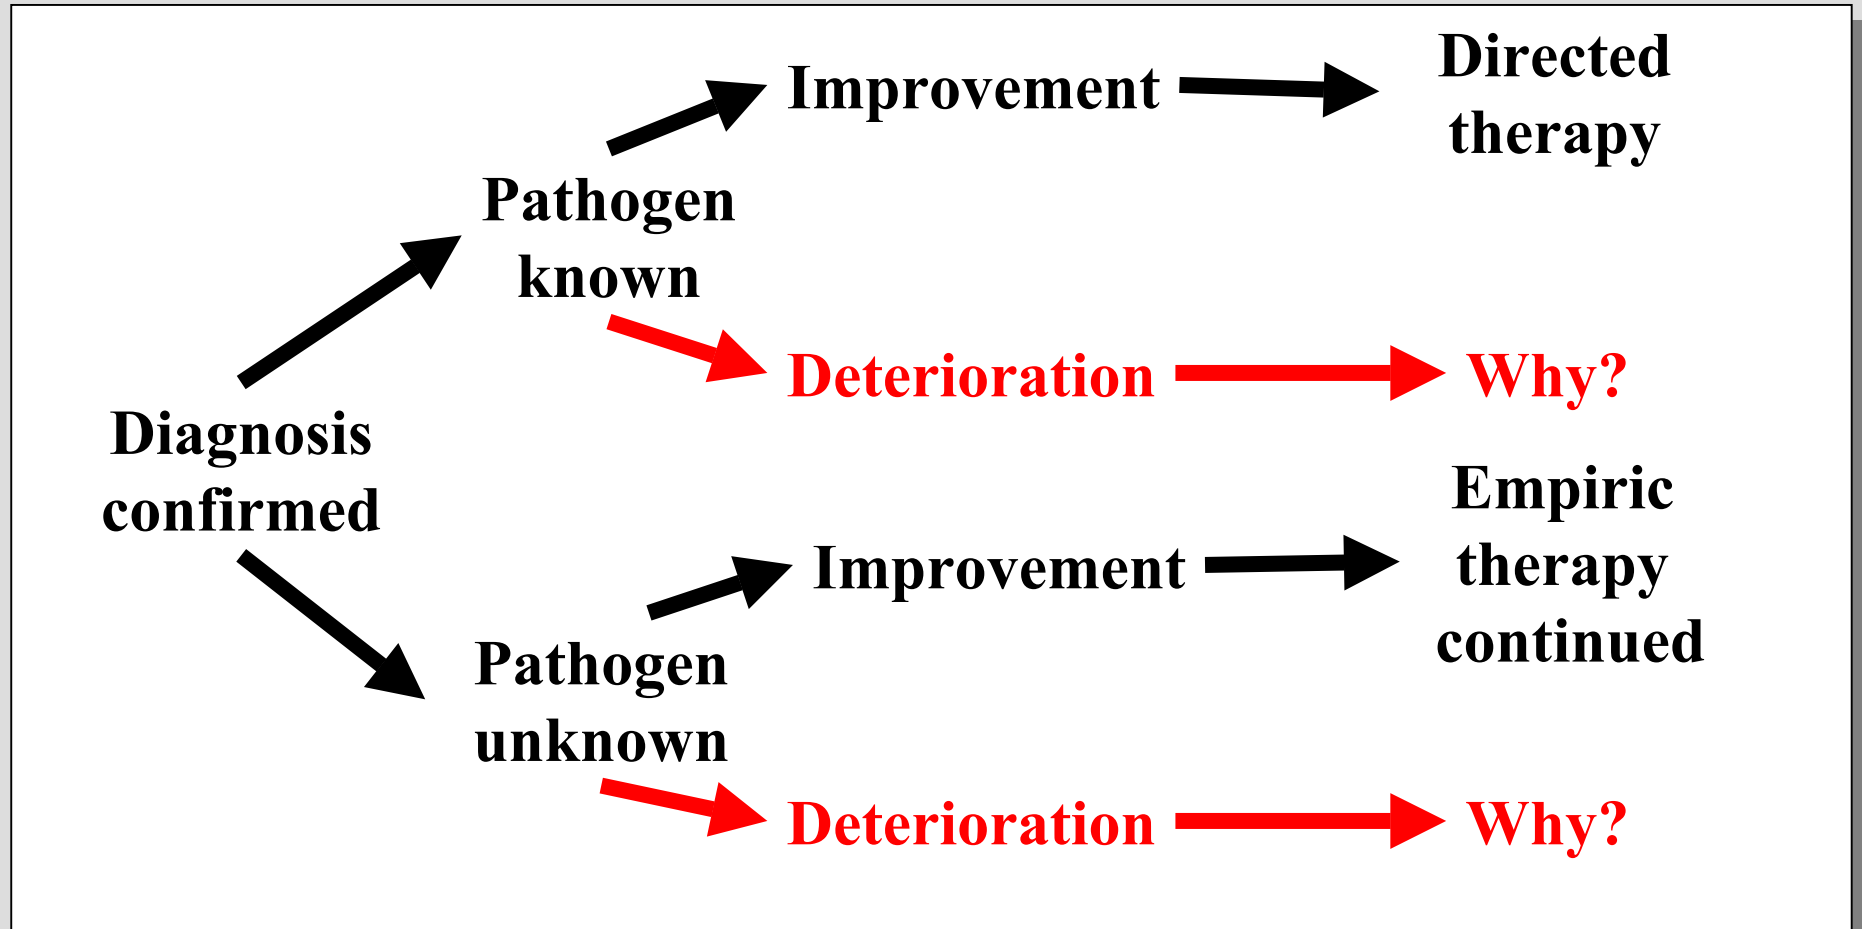 Directed
therapy
Improvement
Pathogen
known
Deterioration
Why?
Diagnosis
confirmed
Empiric
therapy
continued
Improvement
Pathogen
unknown
Deterioration
Why?